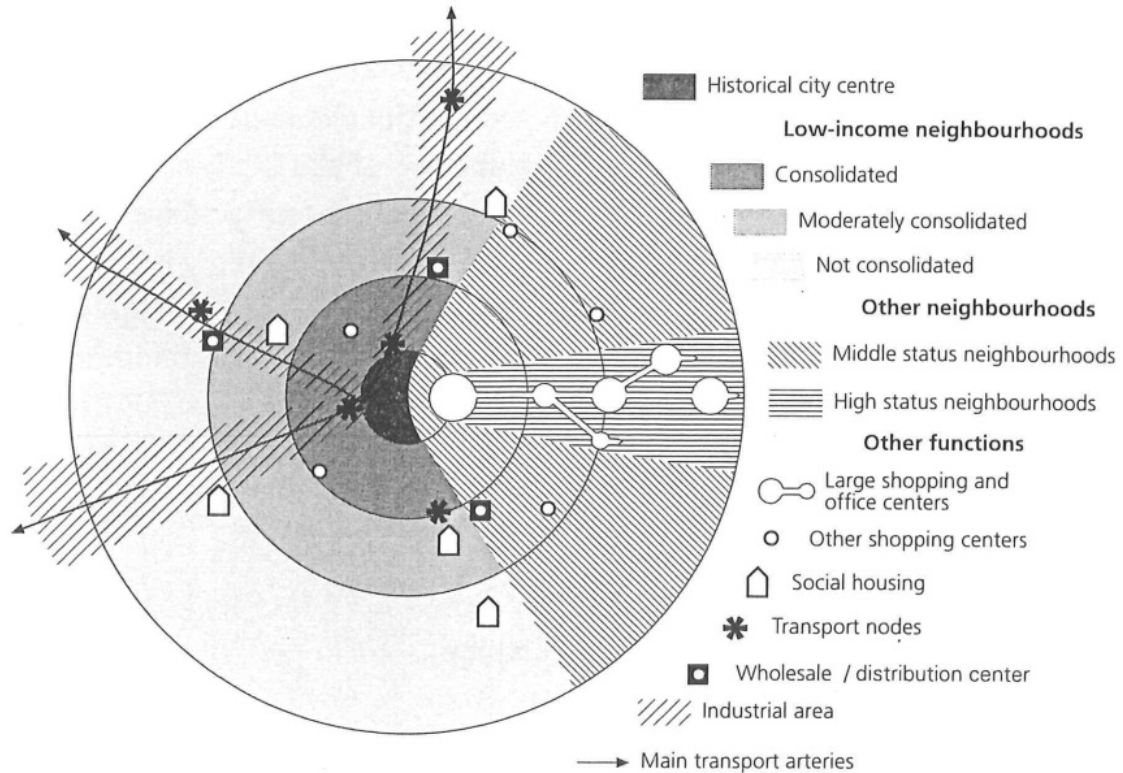 Historical city centre
Low-income neighbourhoods
Consolidated
Moderately consolidated
Not consolidated
Other neighbourhoods
Middle status neighbourhoods
High status neighbourhoods
Other functions
Large shopping and
office centers
Other shopping centers
Social housing
Transport nodes
Wholesale / distribution center
Industrial area
Main transport arteries